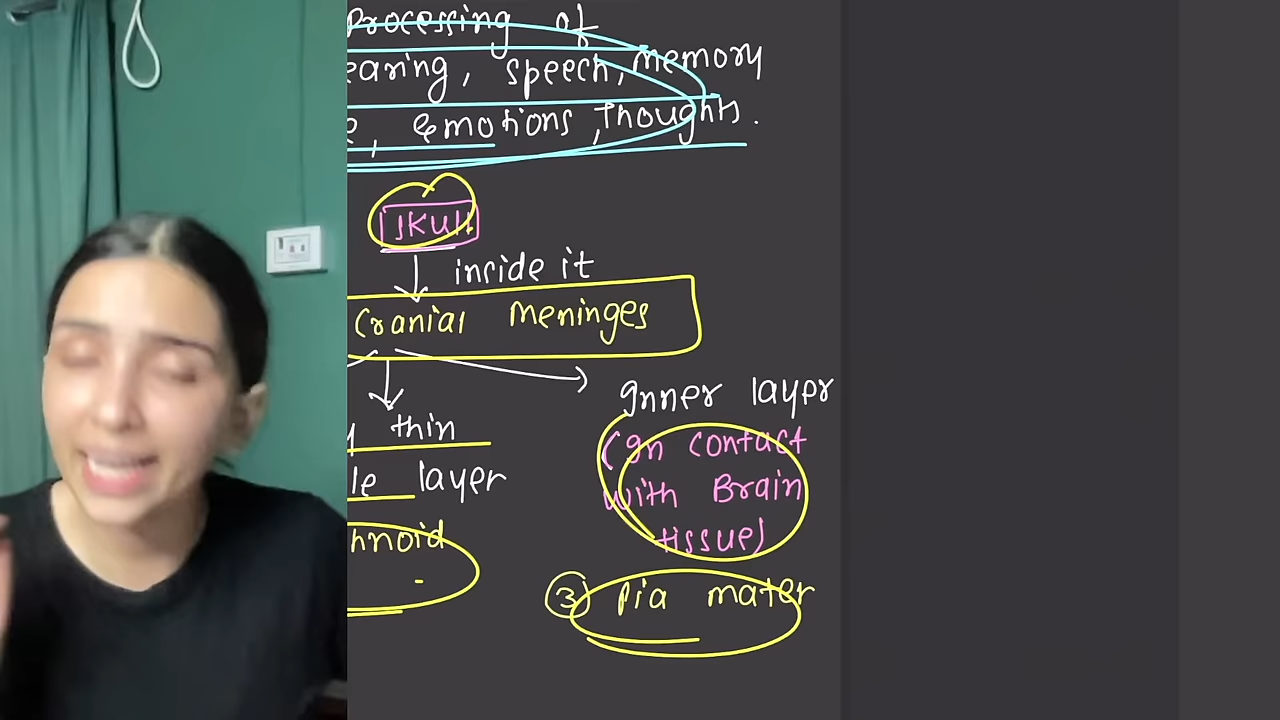 Processing of
earing, speech, memory
e, emotions, thoughts.
skull
inside it
Cranial Meninges
y thin
le layer
hnoid
Inner layer
(In contact
with Brain
tissue)
③ Pia mater